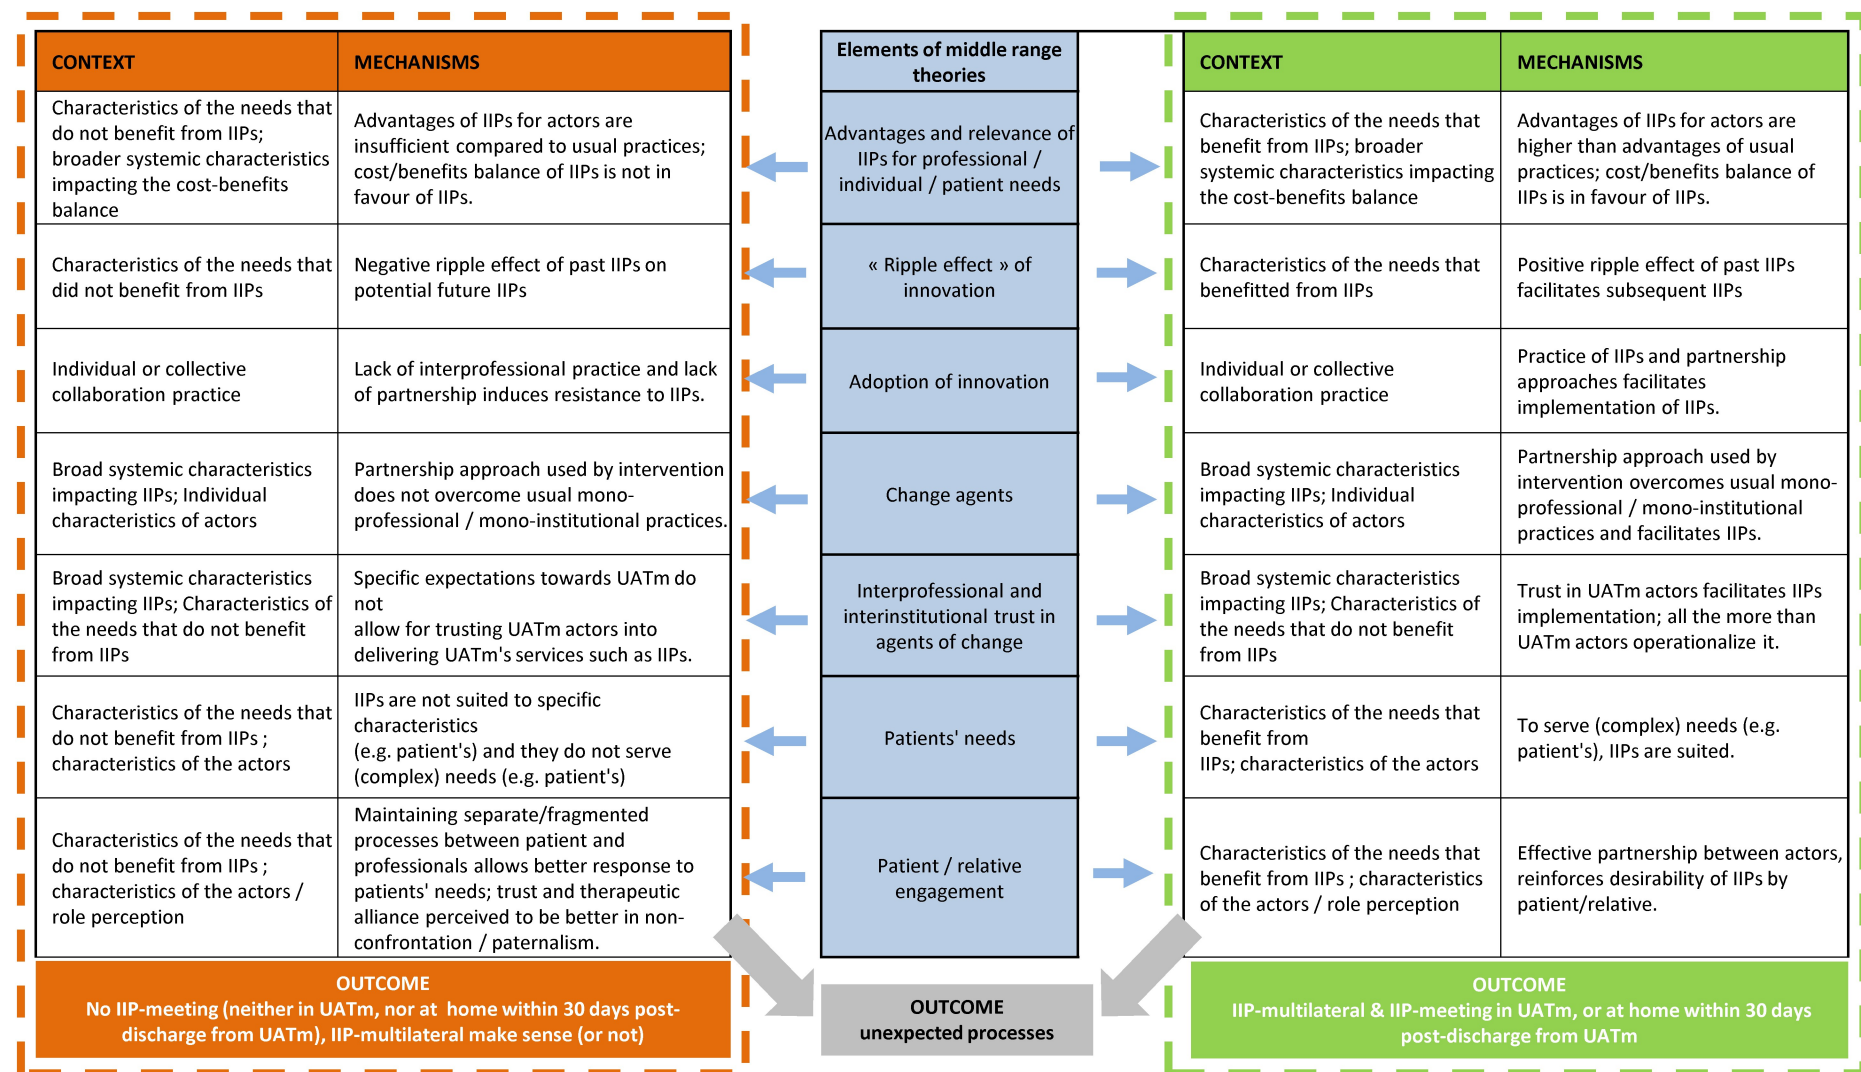 CONTEXT
MECHANISMS
Elements of middle range
theories
CONTEXT
MECHANISMS
Characteristics of the needs that
do not benefit from IIPs;
broader systemic characteristics
impacting the cost-benefits
balance
Advantages of IIPs for actors are
insufficient compared to usual practices;
cost/benefits balance of IIPs is not in
favour of IIPs.
Advantages and relevance of
IIPs for professional /
individual / patient needs
Characteristics of the needs that
benefit from IIPs; broader
systemic characteristics impacting
the cost-benefits balance
Advantages of IIPs for actors are
higher than advantages of usual
practices; cost/benefits balance of
IIPs is in favour of IIPs.
Characteristics of the needs that
did not benefit from IIPs
Negative ripple effect of past IIPs on
potential future IIPs
« Ripple effect » of
innovation
Characteristics of the needs that
benefitted from IIPs
Positive ripple effect of past IIPs
facilitates subsequent IIPs
Individual or collective
collaboration practice
Lack of interprofessional practice and lack
of partnership induces resistance to IIPs.
Adoption of innovation
Individual or collective
collaboration practice
Practice of IIPs and partnership
approaches facilitates
implementation of IIPs.
Broad systemic characteristics
impacting IIPs; Individual
characteristics of actors
Partnership approach used by intervention
does not overcome usual mono-
professional / mono-institutional practices.
Change agents
Broad systemic characteristics
impacting IIPs; Individual
characteristics of actors
Partnership approach used by
intervention overcomes usual mono-
professional / mono-institutional
practices and facilitates IIPs.
Broad systemic characteristics
impacting IIPs; Characteristics of
the needs that do not benefit
from IIPs
Specific expectations towards UATm do
not
allow for trusting UATm actors into
delivering UATm's services such as IIPs.
Interprofessional and
interinstitutional trust in
agents of change
Broad systemic characteristics
impacting IIPs; Characteristics of
the needs that do not benefit
from IIPs
Trust in UATm actors facilitates IIPs
implementation; all the more than
UATm actors operationalize it.
Characteristics of the needs that
do not benefit from IIPs ;
characteristics of the actors
IIPs are not suited to specific
characteristics
(e.g. patient's) and they do not serve
(complex) needs (e.g. patient's)
Patients' needs
Characteristics of the needs that
benefit from
IIPs; characteristics of the actors
To serve (complex) needs (e.g.
patient's), IIPs are suited.
Characteristics of the needs that
do not benefit from IIPs ;
characteristics of the actors /
role perception
Maintaining separate/fragmented
processes between patient and
professionals allows better response to
patients' needs; trust and therapeutic
alliance perceived to be better in non-
confrontation / paternalism.
Patient / relative
engagement
Characteristics of the needs that
benefit from IIPs ; characteristics
of the actors / role perception
Effective partnership between actors,
reinforces desirability of IIPs by
patient/relative.
OUTCOME
No IIP-meeting (neither in UATm, nor at home within 30 days post-
discharge from UATm), IIP-multilateral make sense (or not)
OUTCOME
unexpected processes
OUTCOME
IIP-multilateral & IIP-meeting in UATm, or at home within 30 days
post-discharge from UATm